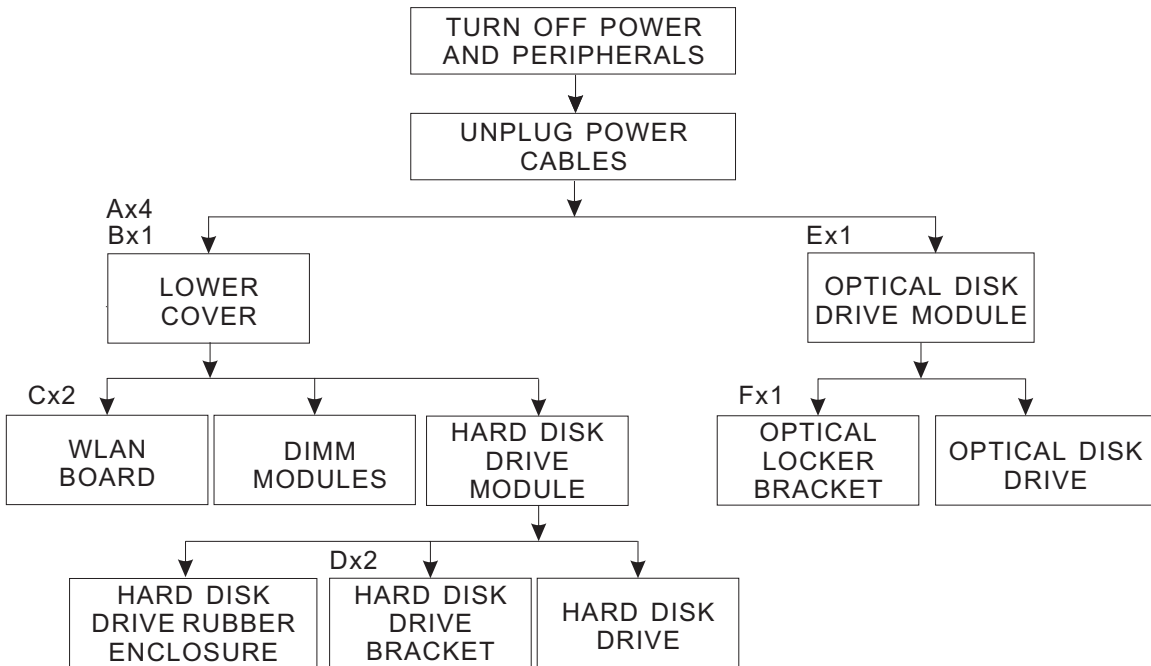 TURN OFF POWER
AND PERIPHERALS
UNPLUG POWER
CABLES
Ax4
Bx1
LOWER
COVER
Ex1
OPTICAL DISK
DRIVE MODULE
Cx2
WLAN
BOARD
DIMM
MODULES
HARD DISK
DRIVE
MODULE
Fx1
OPTICAL
LOCKER
BRACKET
OPTICAL DISK
DRIVE
HARD DISK
DRIVE RUBBER
ENCLOSURE
Dx2
HARD DISK
DRIVE
BRACKET
HARD DISK
DRIVE